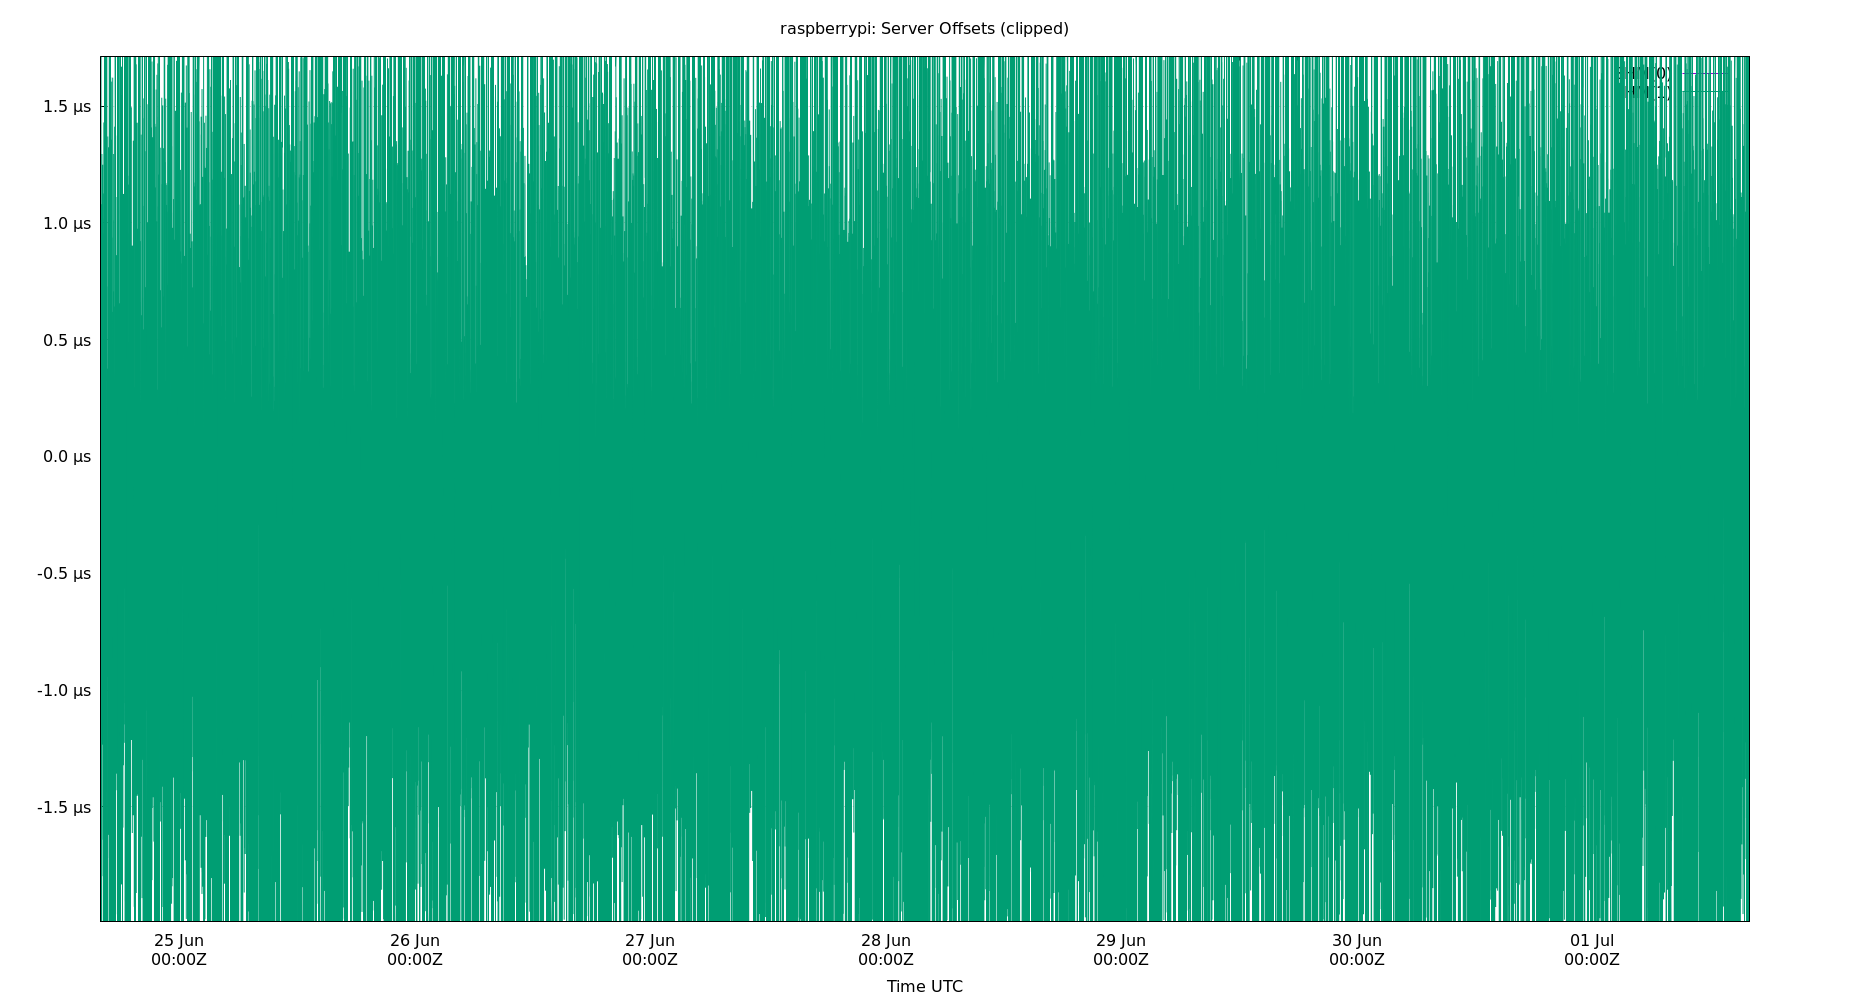 raspberrypi: Server Offsets (clipped)
1.5 µs
1.0 µs
0.5 µs
0.0 µs
-0.5 µs
-1.0 µs
-1.5 µs
25 Jun
00:00Z
26 Jun
00:00Z
27 Jun
00:00Z
28 Jun
00:00Z
29 Jun
00:00Z
30 Jun
00:00Z
01 Jul
00:00Z
Time UTC